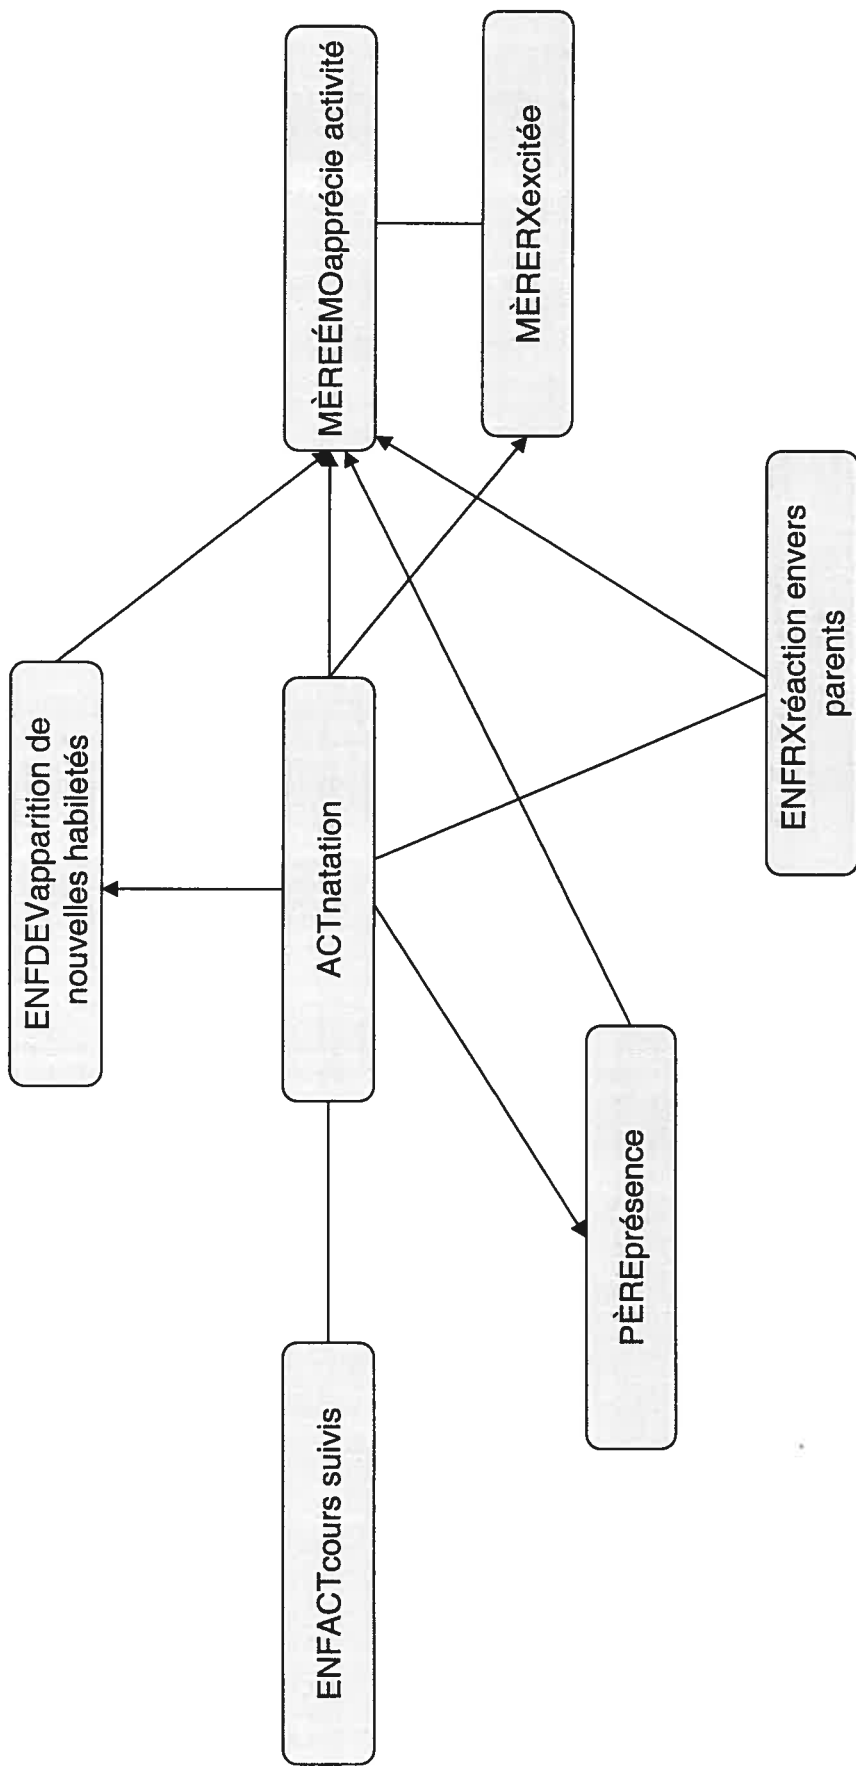 ENFDEVapparition de
nouvelles habiletés
ENFACTcours suivis
ACTnatation
MÈREÉMOapprécie activité
MÈRERXexcitée
PÈREprésence
ENFRXréaction envers
parents